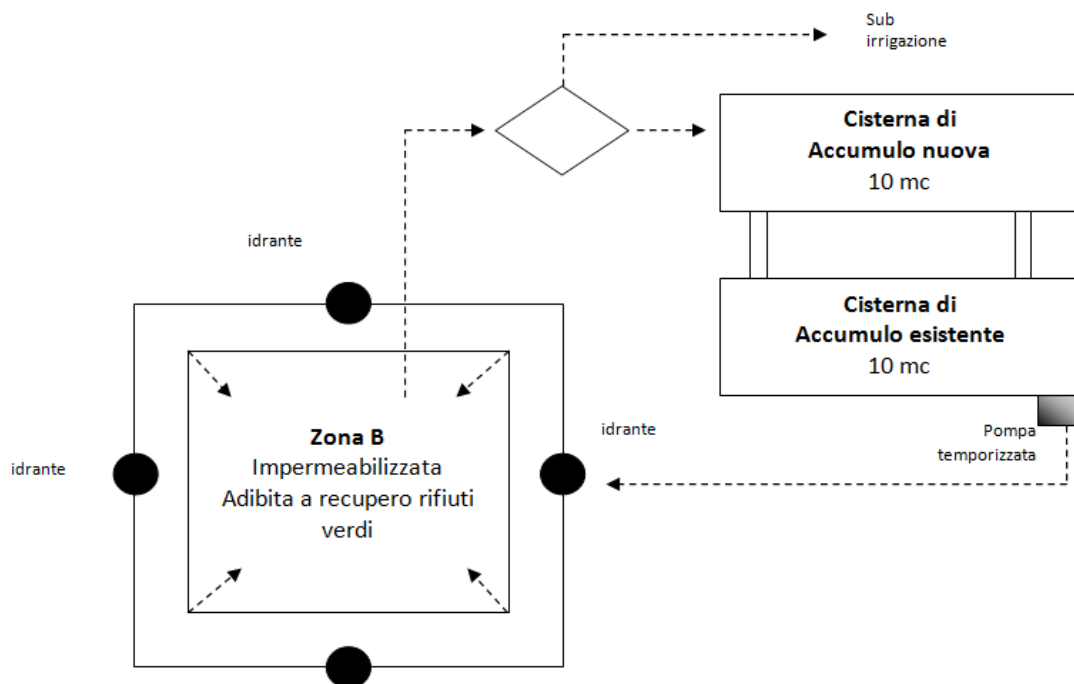 Sub
irrigazione
Cisterna di
Accumulo nuova
10 mc
idrante
Cisterna di
Accumulo esistente
10 mc
idrante
idrante
Pompa
temporizzata
Zona B
Impermeabilizzata
Adibita a recupero rifiuti
verdi